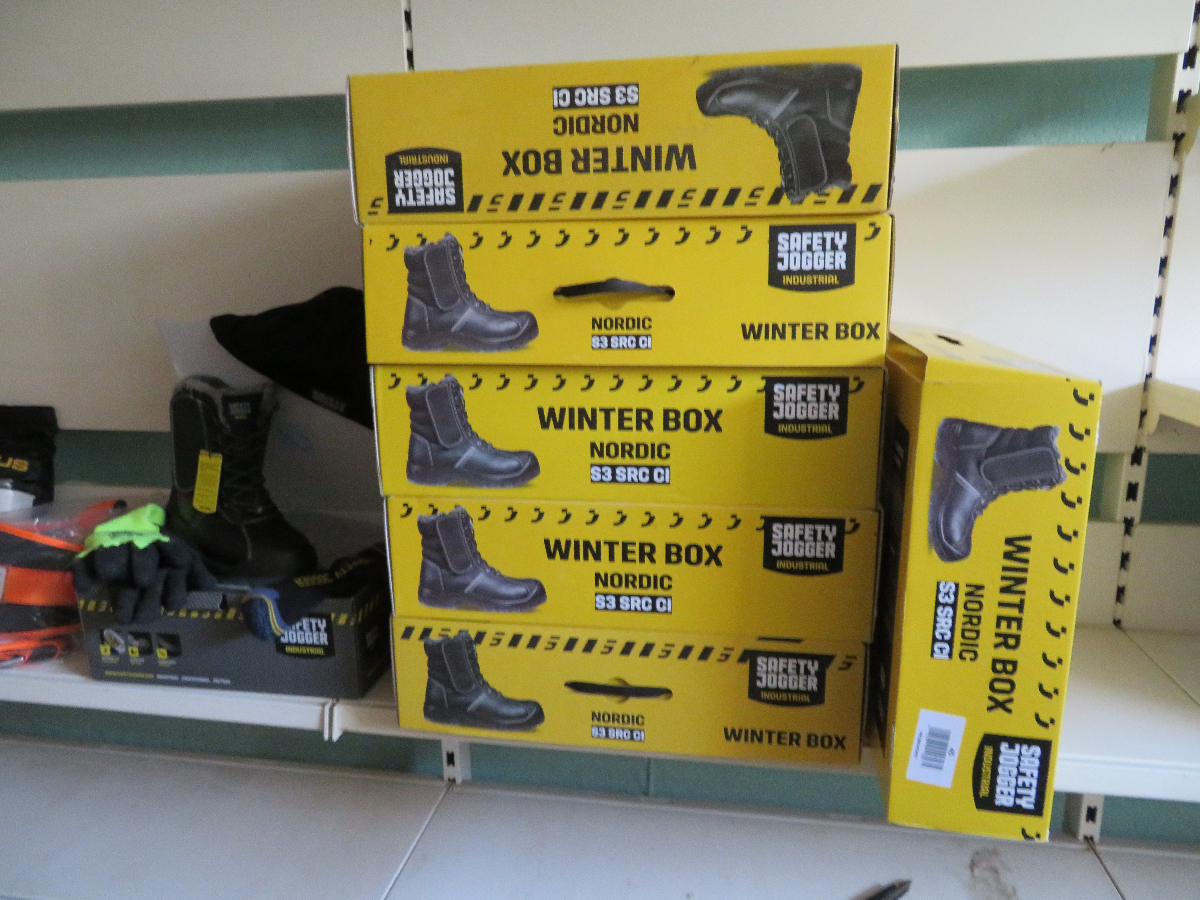 S3 SRC CI
NORDIC
WINTER BOX
SAFETY
JOGGER
INDUSTRIAL
SAFETY
JOGGER
INDUSTRIAL
NORDIC
S3 SRC CI
WINTER BOX
SAFETY
JOGGER
INDUSTRIAL
WINTER BOX
NORDIC
S3 SRC CI
SAFETY
JOGGER
INDUSTRIAL
WINTER BOX
NORDIC
S3 SRC CI
SAFETY
JOGGER
INDUSTRIAL
NORDIC
S3 SRC CI
WINTER BOX
WINTER BOX
NORDIC
S3 SRC CI
SAFETY
JOGGER
INDUSTRIAL
SAFETY
JOGGER
INDUSTRIAL